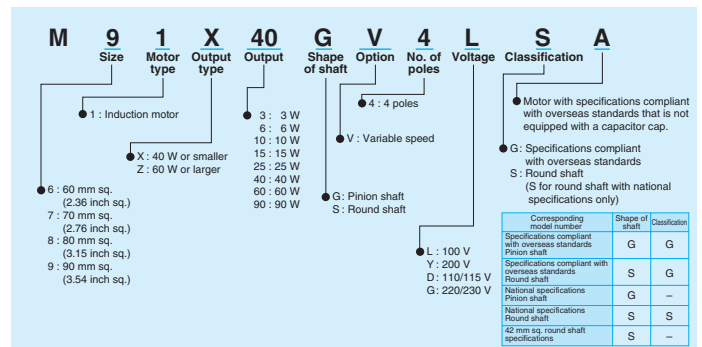 M 9 1 X 40 G V 4 L S A
Size
Motor
type
Output
type
Output
Shape
of shaft
Option
No. of
poles
Voltage
Classification
1 : Induction motor
X : 40 W or smaller
Z : 60 W or larger
6 : 60 mm sq.
(2.36 inch sq.)
7 : 70 mm sq.
(2.76 inch sq.)
8 : 80 mm sq.
(3.15 inch sq.)
9 : 90 mm sq.
(3.54 inch sq.)
3 : 3 W
6 : 6 W
10 : 10 W
15 : 15 W
25 : 25 W
40 : 40 W
60 : 60 W
90 : 90 W
G: Pinion shaft
S : Round shaft
V : Variable speed
4 : 4 poles
L : 100 V
Y : 200 V
D : 110/115 V
G : 220/230 V
Motor with specifications compliant
with overseas standards that is not
equipped with a capacitor cap.
G : Specifications compliant
with overseas standards
S : Round shaft
(S for round shaft with national
specifications only)
Corresponding
model number
Shape of
shaft
Classification
Specifications compliant
with overseas standards
Pinion shaft
G
G
Specifications compliant with
overseas standards
Round shaft
S
G
National specifications
Pinion shaft
G
–
National specifications
Round shaft
S
S
42 mm sq. round shaft
specifications
S
–